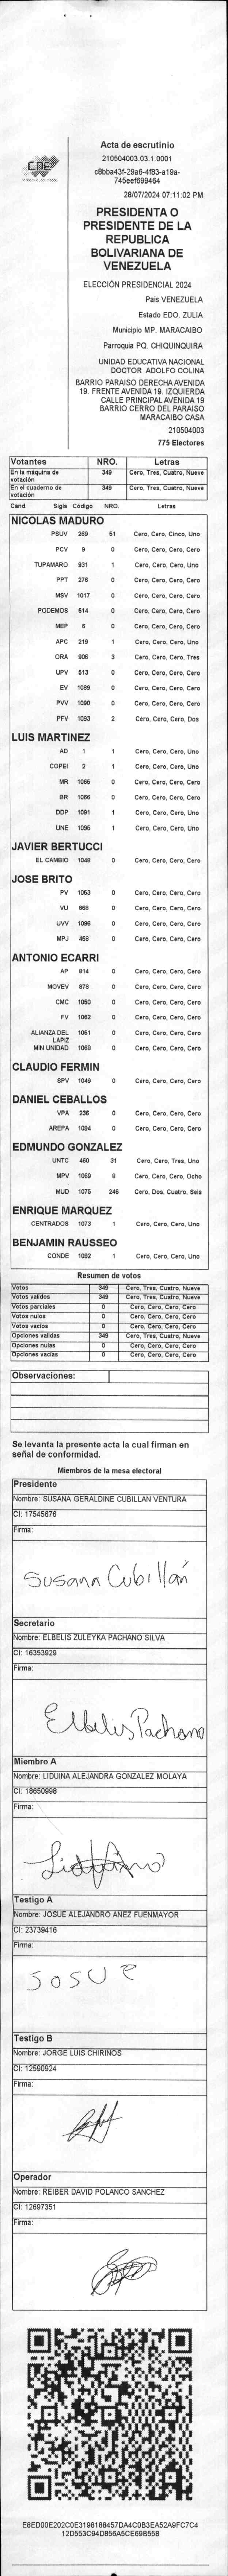 CNE
Acta de escrutinio
210504003.03.1.0001
c8bba43f-29a6-4f83-a19a-
745eef699464
28/07/2024 07:11:02 PM
PRESIDENTA O
PRESIDENTE DE LA
REPUBLICA
BOLIVARIANA DE
VENEZUELA
ELECCIÓN PRESIDENCIAL 2024
Pais VENEZUELA
Estado EDO. ZULIA
Municipio MP. MARACAIBO
Parroquia PQ. CHIQUINQUIRA
UNIDAD EDUCATIVA NACIONAL
DOCTOR ADOLFO COLINA
BARRIO PARAISO DERECHA AVENIDA
19. FRENTE AVENIDA 19. IZQUIERDA
CALLE PRINCIPAL AVENIDA 19
BARRIO CERRO DEL PARAISO
MARACAIBO CASA
210504003
775 Electores
Votantes NRO. Letras
En la máquina de votación 349 Cero, Tres, Cuatro, Nueve
En el cuaderno de votación 349 Cero, Tres, Cuatro, Nueve
Cand. Sigla Código NRO. Letras
NICOLAS MADURO
PSUV 269 51 Cero, Cero, Cinco, Uno
PCV 9 0 Cero, Cero, Cero, Cero
TUPAMARO 931 1 Cero, Cero, Cero, Uno
PPT 276 0 Cero, Cero, Cero, Cero
MSV 1017 0 Cero, Cero, Cero, Cero
PODEMOS 514 0 Cero, Cero, Cero, Cero
MEP 6 0 Cero, Cero, Cero, Cero
APC 219 1 Cero, Cero, Cero, Uno
ORA 906 3 Cero, Cero, Cero, Tres
UPV 513 0 Cero, Cero, Cero, Cero
EV 1089 0 Cero, Cero, Cero, Cero
PVV 1090 0 Cero, Cero, Cero, Cero
PFV 1093 2 Cero, Cero, Cero, Dos
LUIS MARTINEZ
AD 1 1 Cero, Cero, Cero, Uno
COPEI 2 1 Cero, Cero, Cero, Uno
MR 1065 0 Cero, Cero, Cero, Cero
BR 1066 0 Cero, Cero, Cero, Cero
DDP 1091 1 Cero, Cero, Cero, Uno
UNE 1095 1 Cero, Cero, Cero, Uno
JAVIER BERTUCCI
EL CAMBIO 1048 0 Cero, Cero, Cero, Cero
JOSE BRITO
PV 1053 0 Cero, Cero, Cero, Cero
VU 868 0 Cero, Cero, Cero, Cero
UVV 1096 0 Cero, Cero, Cero, Cero
MPJ 459 0 Cero, Cero, Cero, Cero
ANTONIO ECARRI
AP 814 0 Cero, Cero, Cero, Cero
MOVEV 878 0 Cero, Cero, Cero, Cero
CMC 1050 0 Cero, Cero, Cero, Cero
FV 1062 0 Cero, Cero, Cero, Cero
ALIANZA DEL LAPIZ 1051 0 Cero, Cero, Cero, Cero
MIN UNIDAD 1068 0 Cero, Cero, Cero, Cero
CLAUDIO FERMIN
SPV 1049 0 Cero, Cero, Cero, Cero
DANIEL CEBALLOS
VPA 236 0 Cero, Cero, Cero, Cero
AREPA 1094 0 Cero, Cero, Cero, Cero
EDMUNDO GONZALEZ
UNTC 460 31 Cero, Cero, Tres, Uno
MPV 1069 8 Cero, Cero, Cero, Ocho
MUD 1075 246 Cero, Dos, Cuatro, Seis
ENRIQUE MARQUEZ
CENTRADOS 1073 1 Cero, Cero, Cero, Uno
BENJAMIN RAUSSEO
CONDE 1092 1 Cero, Cero, Cero, Uno
Resumen de votos
Votos 349 Cero, Tres, Cuatro, Nueve
Votos validos 349 Cero, Tres, Cuatro, Nueve
Votos parciales 0 Cero, Cero, Cero, Cero
Votos nulos 0 Cero, Cero, Cero, Cero
Votos vacios 0 Cero, Cero, Cero, Cero
Opciones validas 349 Cero, Tres, Cuatro, Nueve
Opciones nulas 0 Cero, Cero, Cero, Cero
Opciones vacias 0 Cero, Cero, Cero, Cero
Observaciones:
Se levanta la presente acta la cual firman en
señal de conformidad.
Miembros de la mesa electoral
Presidente
Nombre: SUSANA GERALDINE CUBILLAN VENTURA
CI: 17545676
Firma:
Susana Cubillán
Secretario
Nombre: ELBELIS ZULEYKA PACHANO SILVA
CI: 16353929
Firma:
Elbelis Pachano
Miembro A
Nombre: LIDUINA ALEJANDRA GONZALEZ MOLAYA
CI: 18650998
Firma:
Testigo A
Nombre: JOSUE ALEJANDRO AÑEZ FUENMAYOR
CI: 23739416
Firma:
JOSUE
Testigo B
Nombre: JORGE LUIS CHIRINOS
CI: 12590924
Firma:
Operador
Nombre: REIBER DAVID POLANCO SANCHEZ
CI: 12697351
Firma:
E8ED00E202C0E3198188457DA4C0B3EA52A9FC7C4
12D553C94D856A5CE69B558